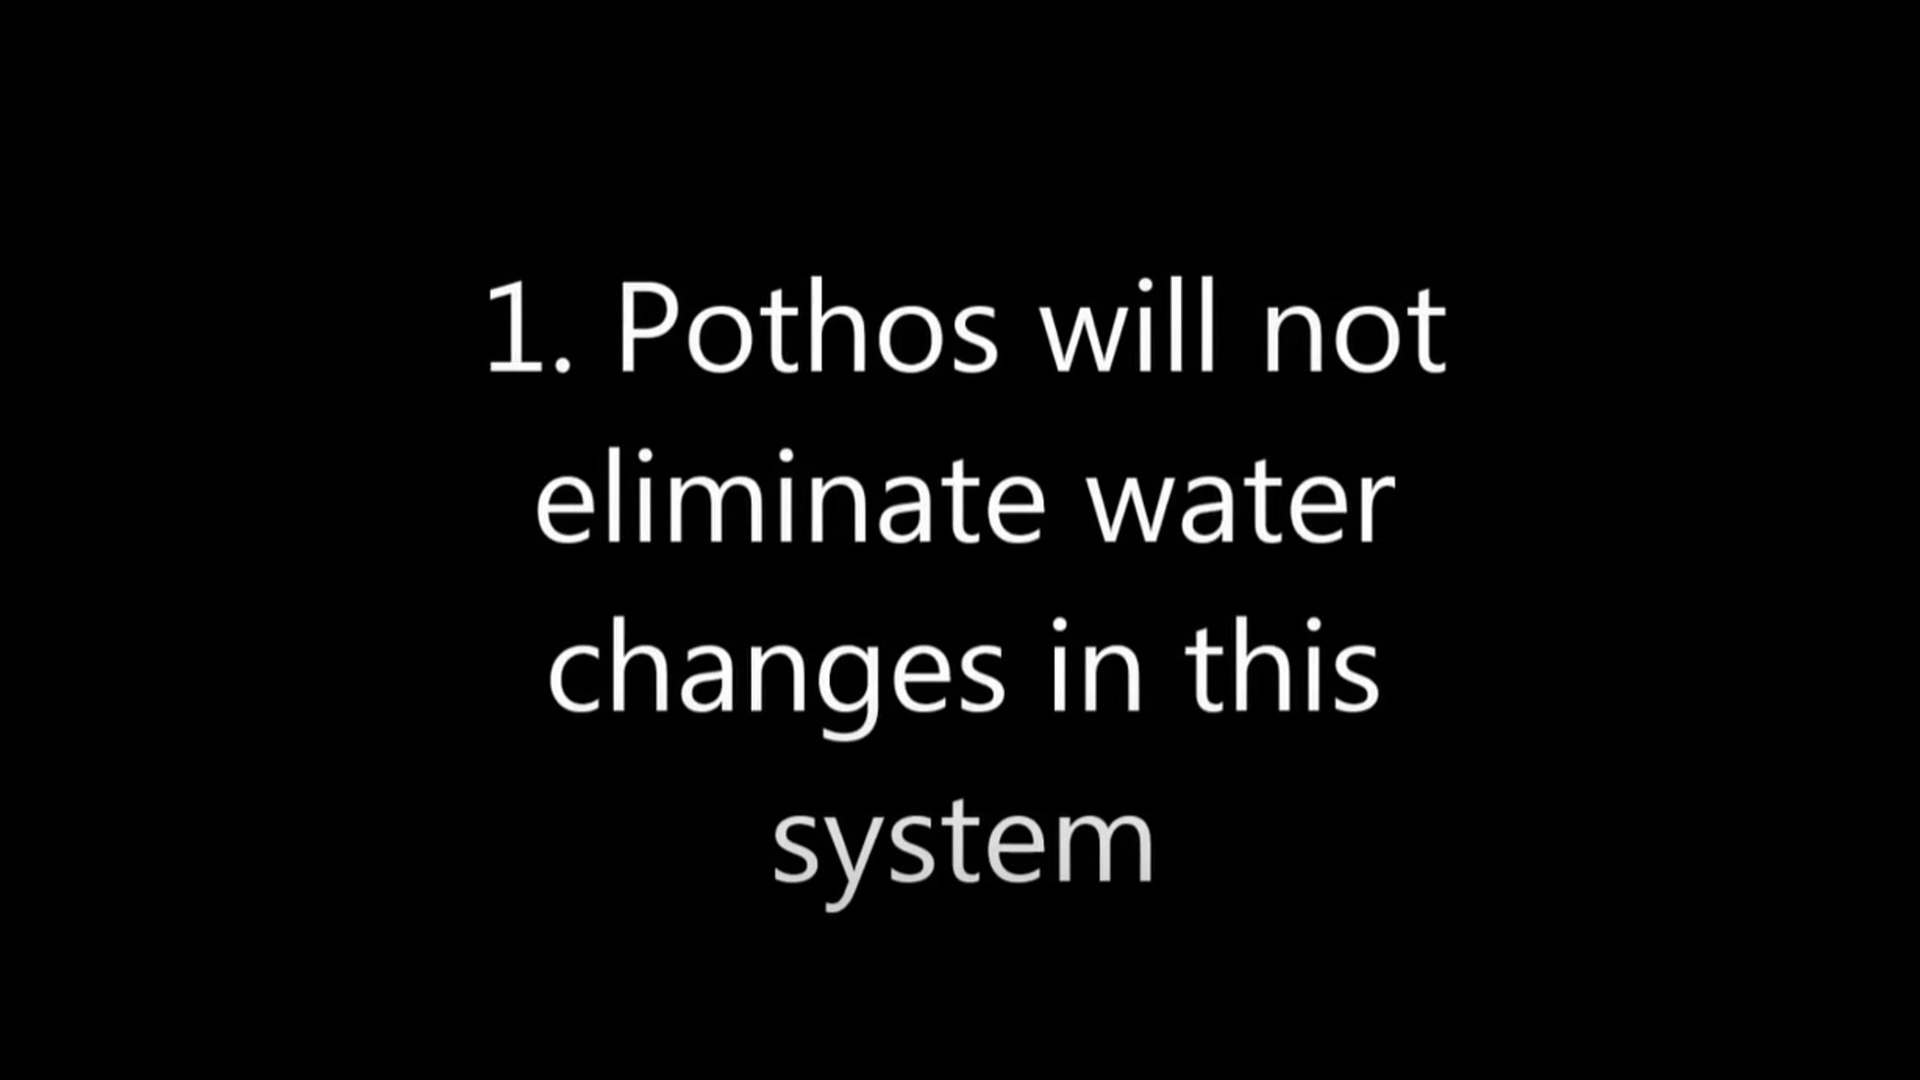 1. Pothos will not
eliminate water
changes in this
system